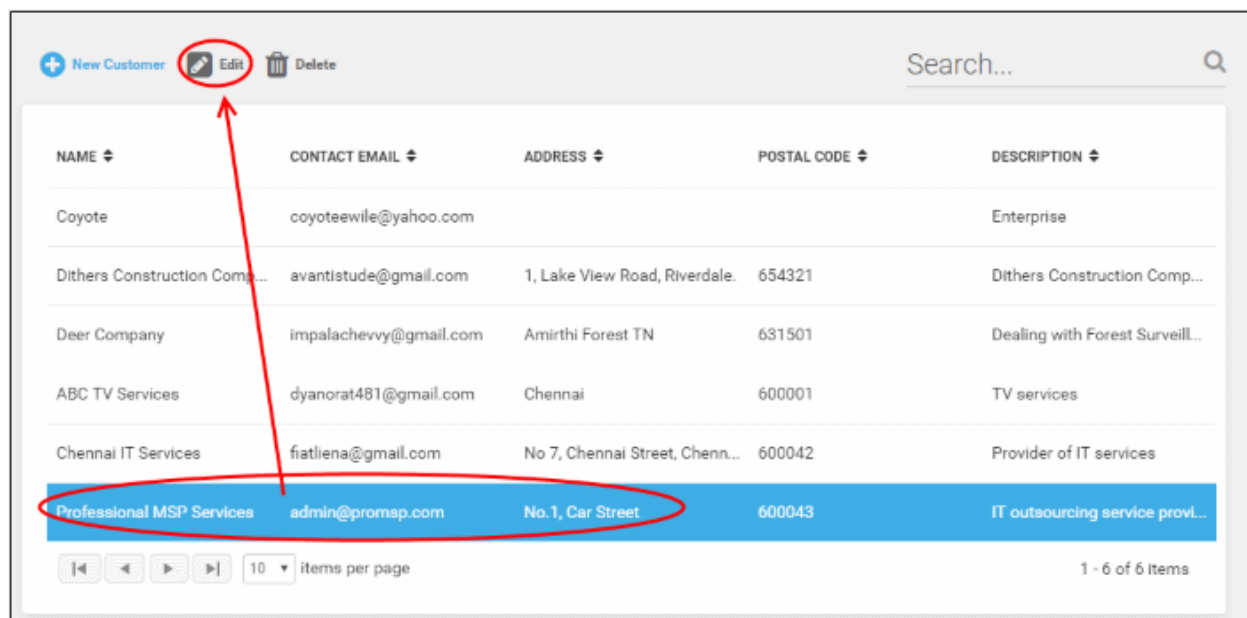 New Customer Edit Delete Search...
NAME CONTACT EMAIL ADDRESS POSTAL CODE DESCRIPTION
Coyote coyoteewile@yahoo.com Enterprise
Dithers Construction Comp... avantistude@gmail.com 1, Lake View Road, Riverdale. 654321 Dithers Construction Comp...
Deer Company impalachevvy@gmail.com Amirthi Forest TN 631501 Dealing with Forest Surveill...
ABC TV Services dyanorat481@gmail.com Chennai 600001 TV services
Chennai IT Services fiatliena@gmail.com No 7, Chennai Street, Chenn... 600042 Provider of IT services
Professional MSP Services admin@promsp.com No.1, Car Street 600043 IT outsourcing service provi...
10 items per page 1 - 6 of 6 items